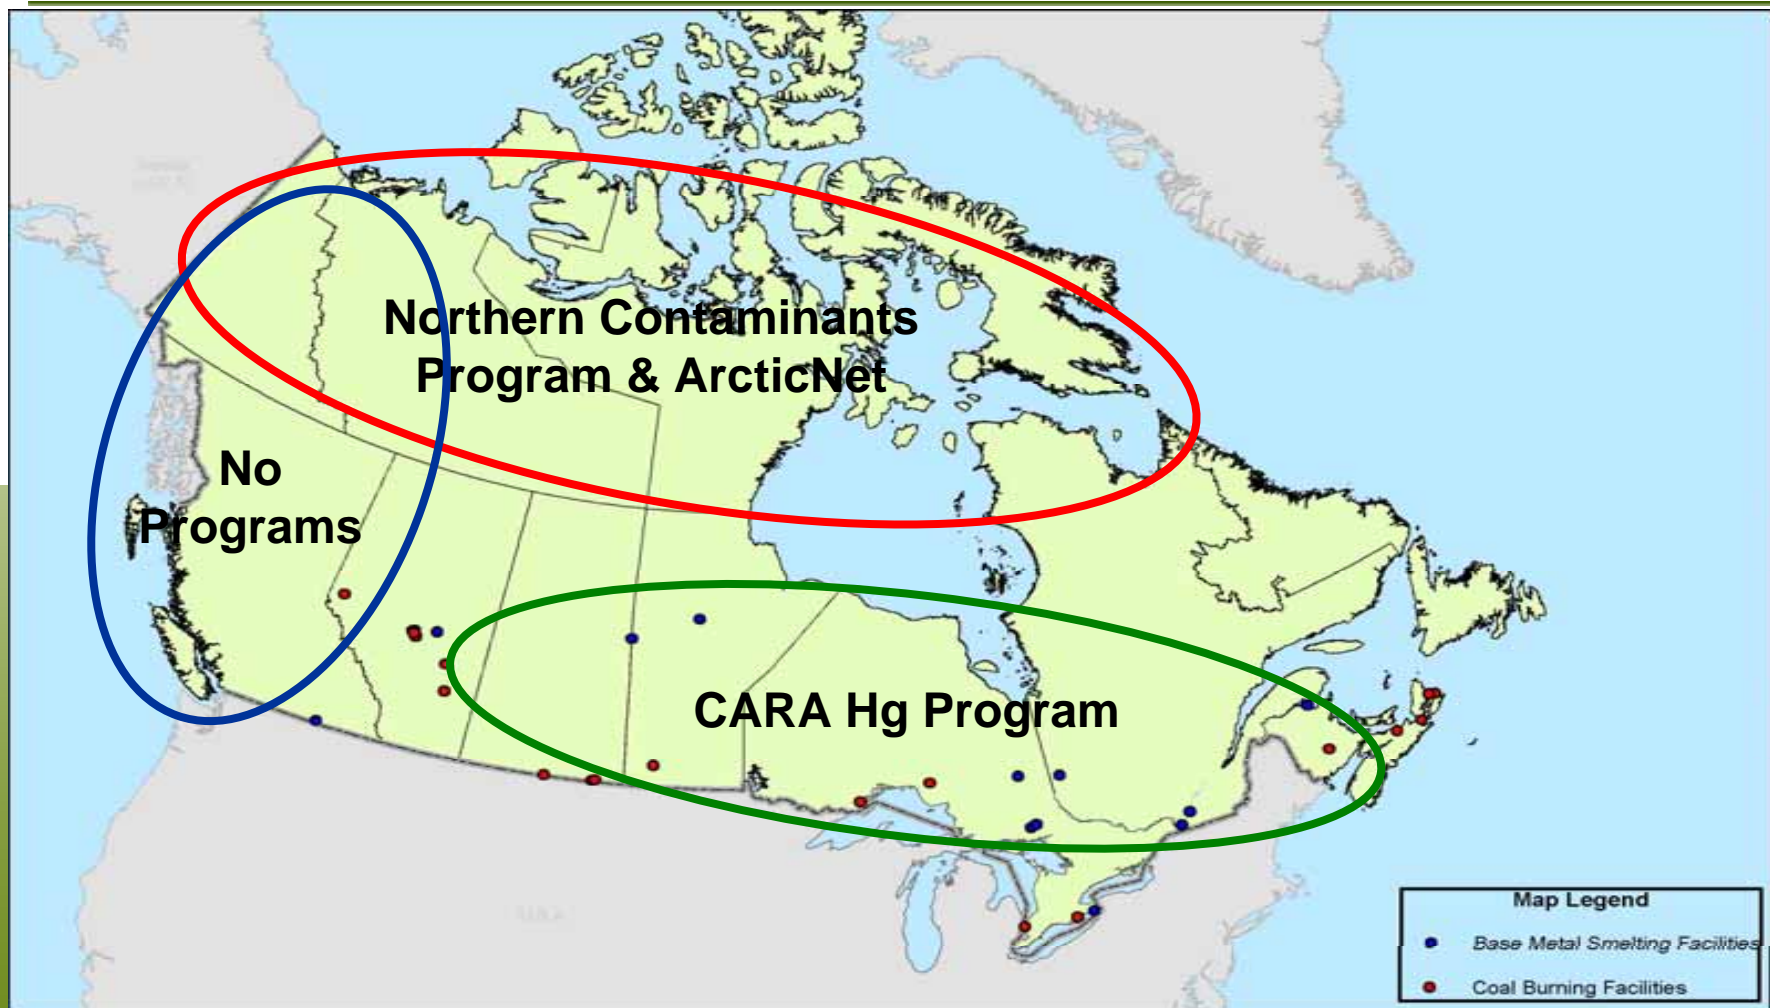 Northern Contaminants
Program & ArcticNet
No
Programs
CARA Hg Program
Map Legend
Base Metal Smelting Facilities
Coal Burning Facilities